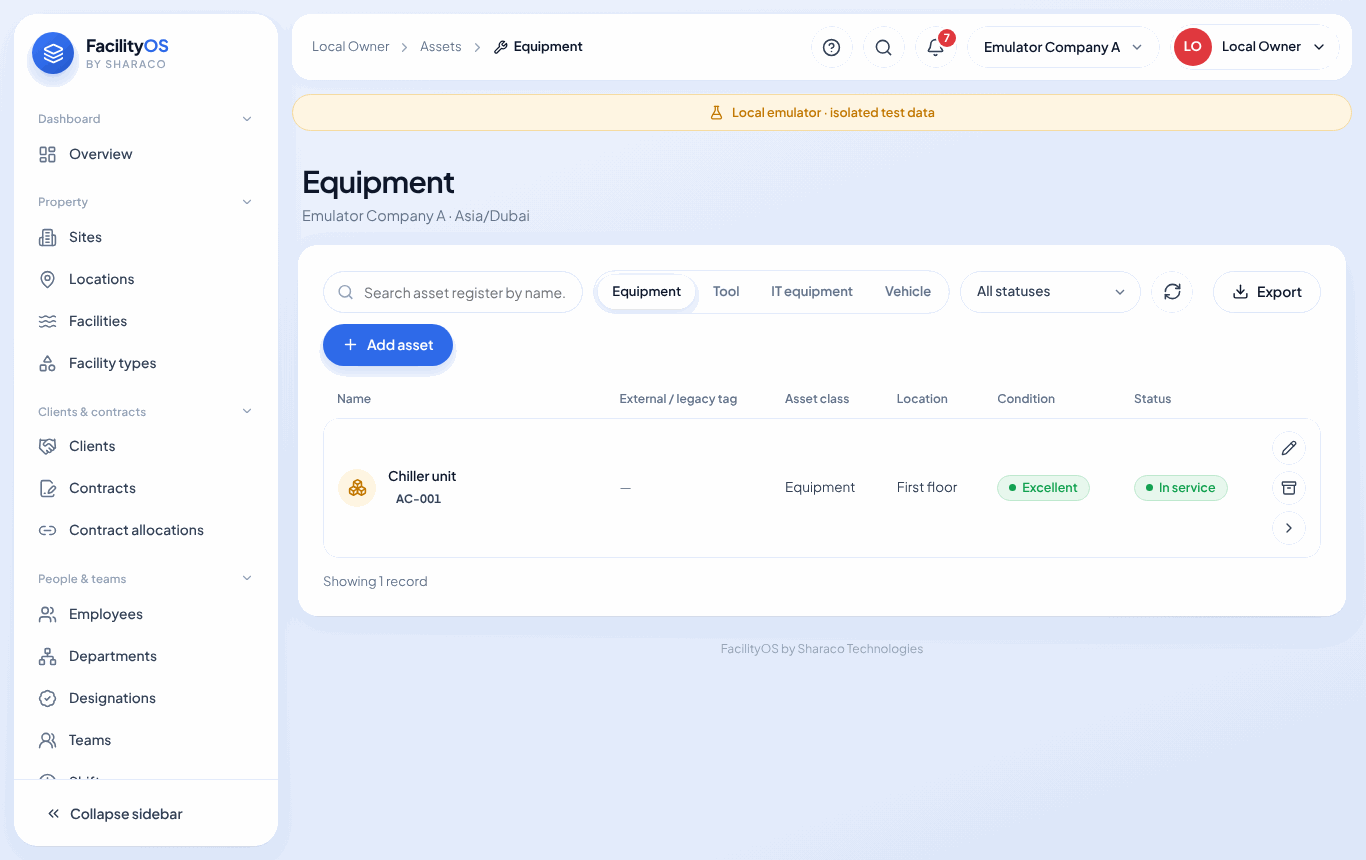 FacilityOS
BY SHARACO
Dashboard
Overview
Property
Sites
Locations
Facilities
Facility types
Clients & contracts
Clients
Contracts
Contract allocations
People & teams
Employees
Departments
Designations
Teams
Collapse sidebar
Local Owner > Assets > Equipment
7
Emulator Company A
LO
Local Owner
Local emulator · isolated test data
Equipment
Emulator Company A · Asia/Dubai
Search asset register by name.
Equipment Tool IT equipment Vehicle
All statuses
Export
+ Add asset
Name External / legacy tag Asset class Location Condition Status
Chiller unit
AC-001
— Equipment First floor Excellent In service
Showing 1 record
FacilityOS by Sharaco Technologies